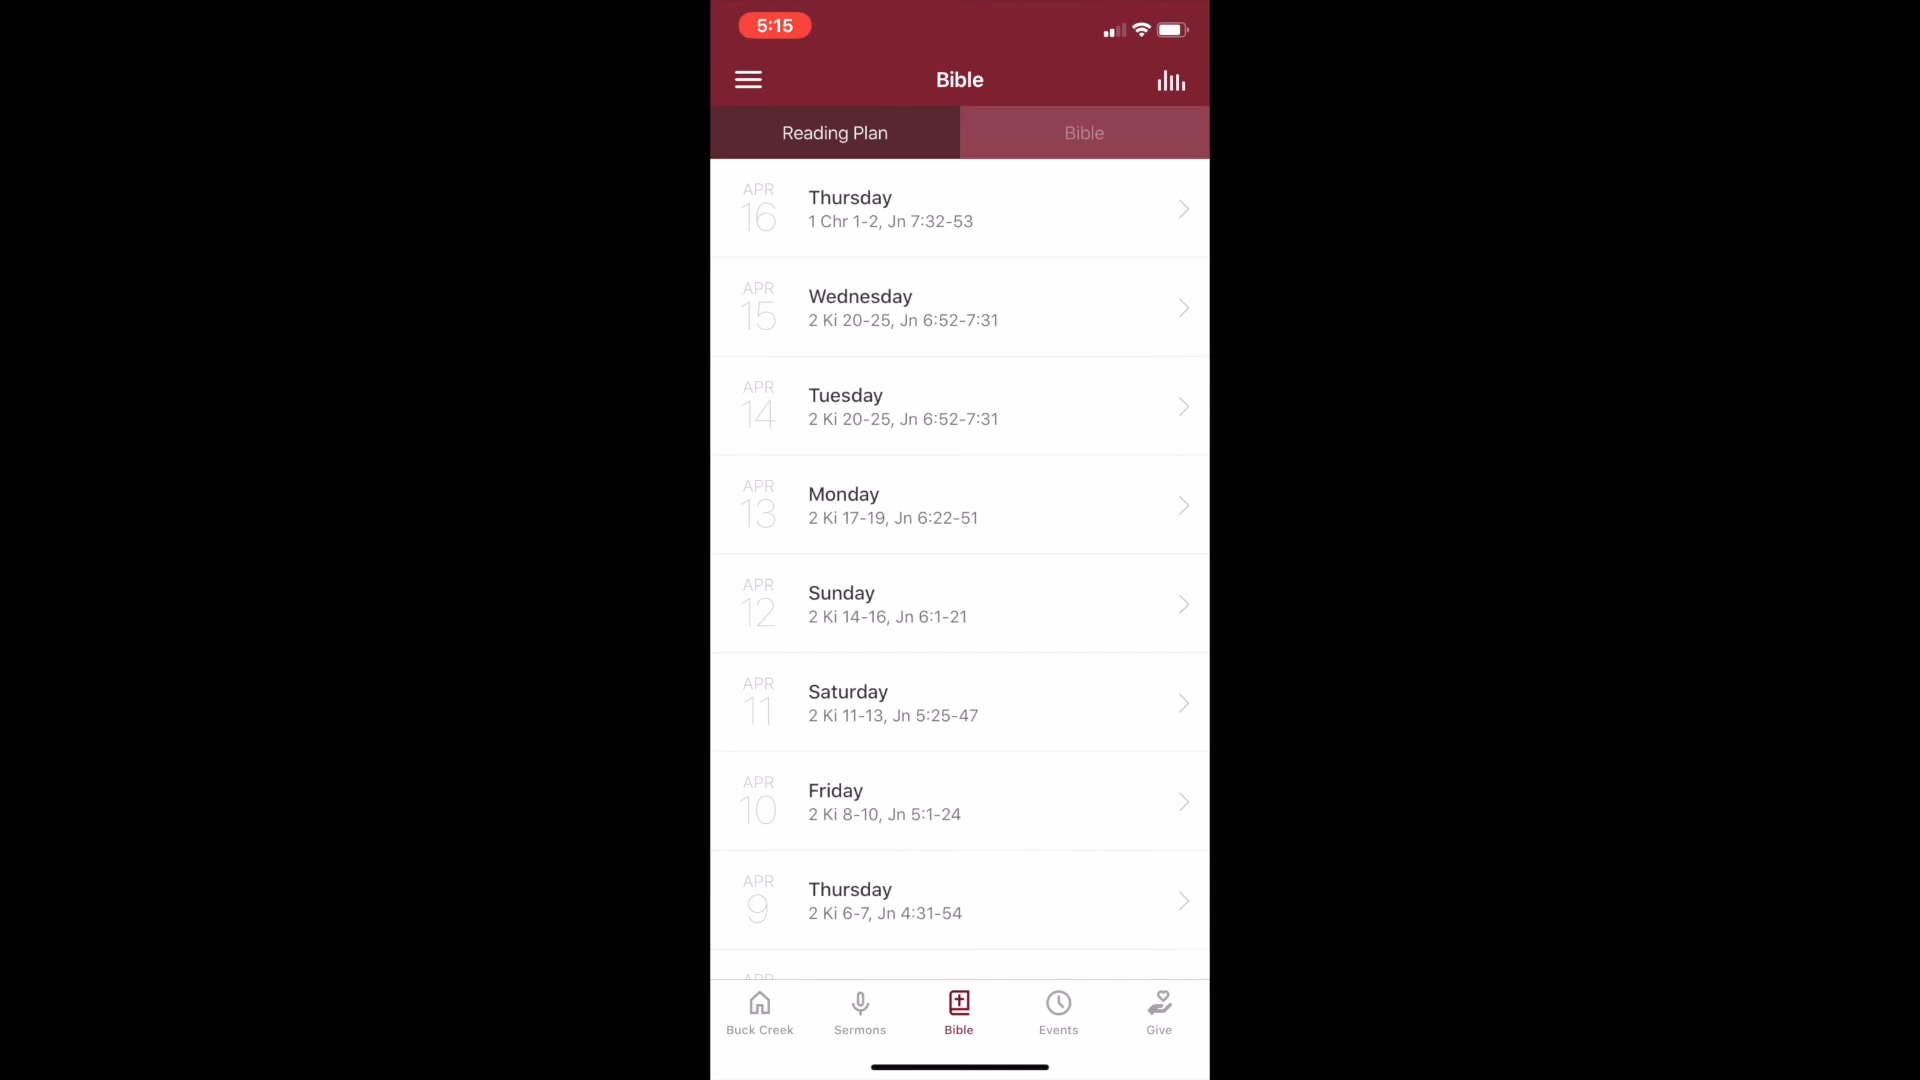 5:15
Bible
Reading Plan
Bible
APR
16
Thursday
1 Chr 1-2, Jn 7:32-53
APR
15
Wednesday
2 Ki 20-25, Jn 6:52-7:31
APR
14
Tuesday
2 Ki 20-25, Jn 6:52-7:31
APR
13
Monday
2 Ki 17-19, Jn 6:22-51
APR
12
Sunday
2 Ki 14-16, Jn 6:1-21
APR
11
Saturday
2 Ki 11-13, Jn 5:25-47
APR
10
Friday
2 Ki 8-10, Jn 5:1-24
APR
9
Thursday
2 Ki 6-7, Jn 4:31-54
APR
Buck Creek
Sermons
Bible
Events
Give